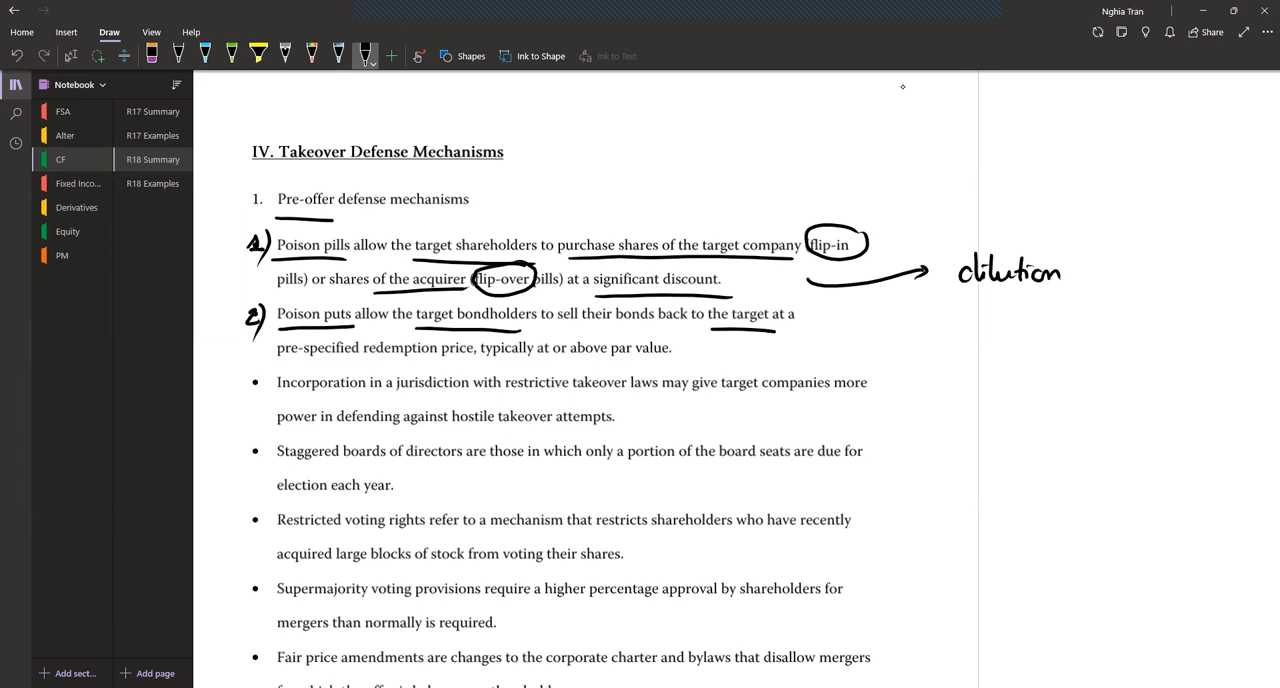 Nghia Tran
Home Insert Draw View Help
Share
Shapes Ink to Shape Ink to Text
Notebook
FSA
Alter
CF
Fixed Inco...
Derivatives
Equity
PM
R17 Summary
R17 Examples
R18 Summary
R18 Examples
IV. Takeover Defense Mechanisms
1. Pre-offer defense mechanisms
1) Poison pills allow the target shareholders to purchase shares of the target company (flip-in
pills) or shares of the acquirer (flip-over pills) at a significant discount.
dilution
2) Poison puts allow the target bondholders to sell their bonds back to the target at a
pre-specified redemption price, typically at or above par value.
• Incorporation in a jurisdiction with restrictive takeover laws may give target companies more
power in defending against hostile takeover attempts.
• Staggered boards of directors are those in which only a portion of the board seats are due for
election each year.
• Restricted voting rights refer to a mechanism that restricts shareholders who have recently
acquired large blocks of stock from voting their shares.
• Supermajority voting provisions require a higher percentage approval by shareholders for
mergers than normally is required.
• Fair price amendments are changes to the corporate charter and bylaws that disallow mergers
Add sect... Add page